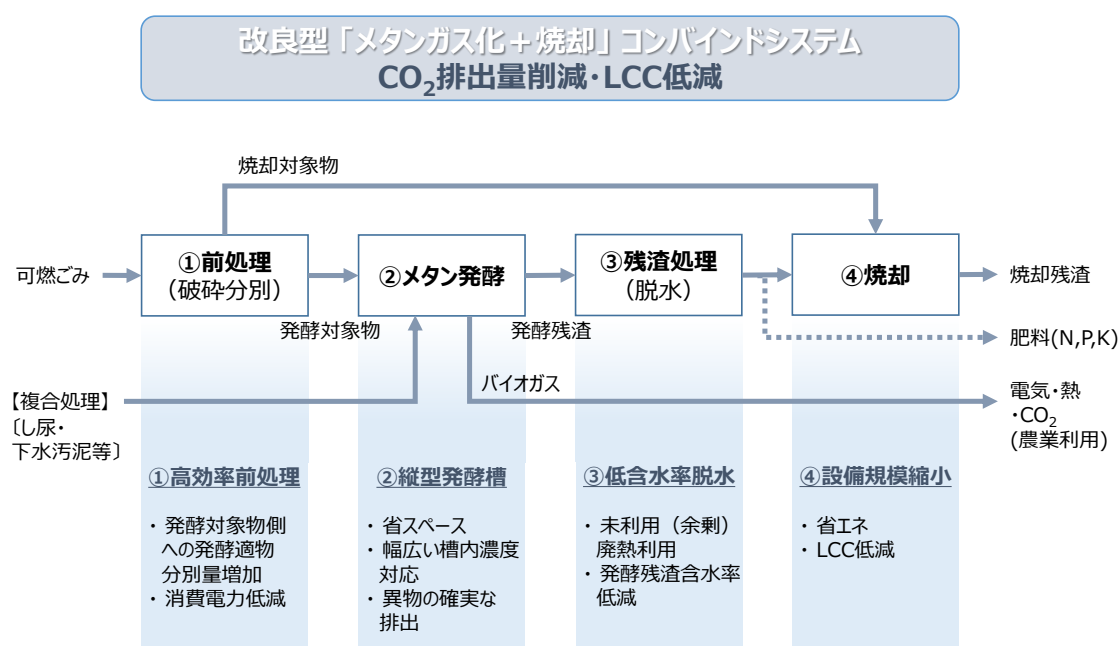 改良型「メタンガス化＋焼却」コンバインドシステム
CO₂排出量削減・LCC低減
焼却対象物
可燃ごみ
①前処理
（破砕分別）
②メタン発酵
③残渣処理
（脱水）
④焼却
焼却残渣
発酵対象物
発酵残渣
肥料(N,P,K)
バイオガス
【複合処理】
〔し尿・
下水汚泥等〕
電気・熱
・CO₂
(農業利用)
①高効率前処理
・ 発酵対象物側
への発酵適物
分別量増加
・ 消費電力低減
②縦型発酵槽
・ 省スペース
・ 幅広い槽内濃度
対応
・ 異物の確実な
排出
③低含水率脱水
・ 未利用（余剰）
廃熱利用
・ 発酵残渣含水率
低減
④設備規模縮小
・ 省エネ
・ LCC低減